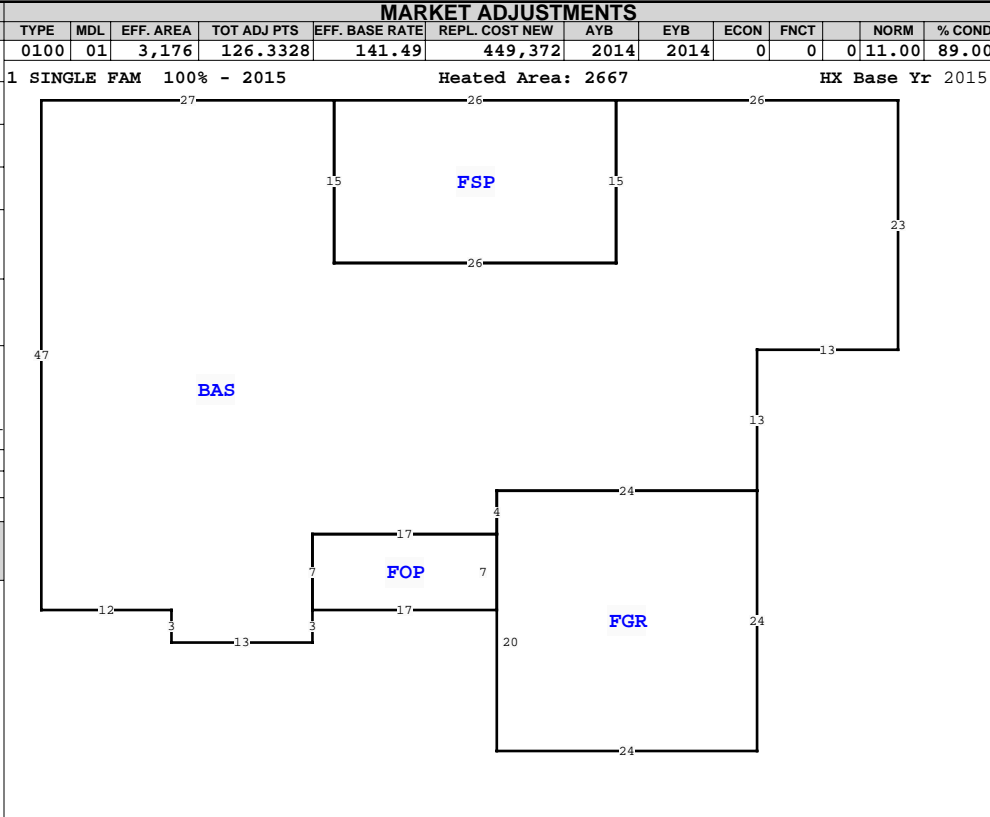 MARKET ADJUSTMENTS
TYPE MDL EFF. AREA TOT ADJ PTS EFF. BASE RATE REPL. COST NEW AYB EYB ECON FNCT NORM % COND
0100 01 3,176 126.3328 141.49 449,372 2014 2014 0 0 0 11.00 89.00
1 SINGLE FAM 100% - 2015 Heated Area: 2667 HX Base Yr 2015
27 26 26
15 FSP 15
23
26
47 13
BAS
13
24
4
17
7 FOP 7
12 17
3 3 FGR 24
13 20
24